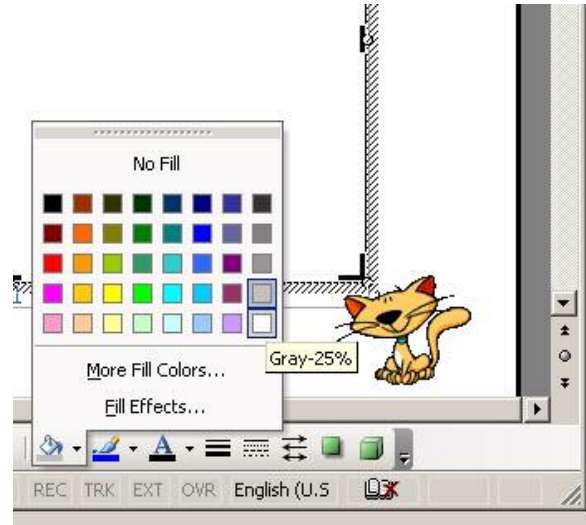 No Fill
Gray-25%
More Fill Colors...
Fill Effects...
A
REC TRK EXT OVR English (U.S